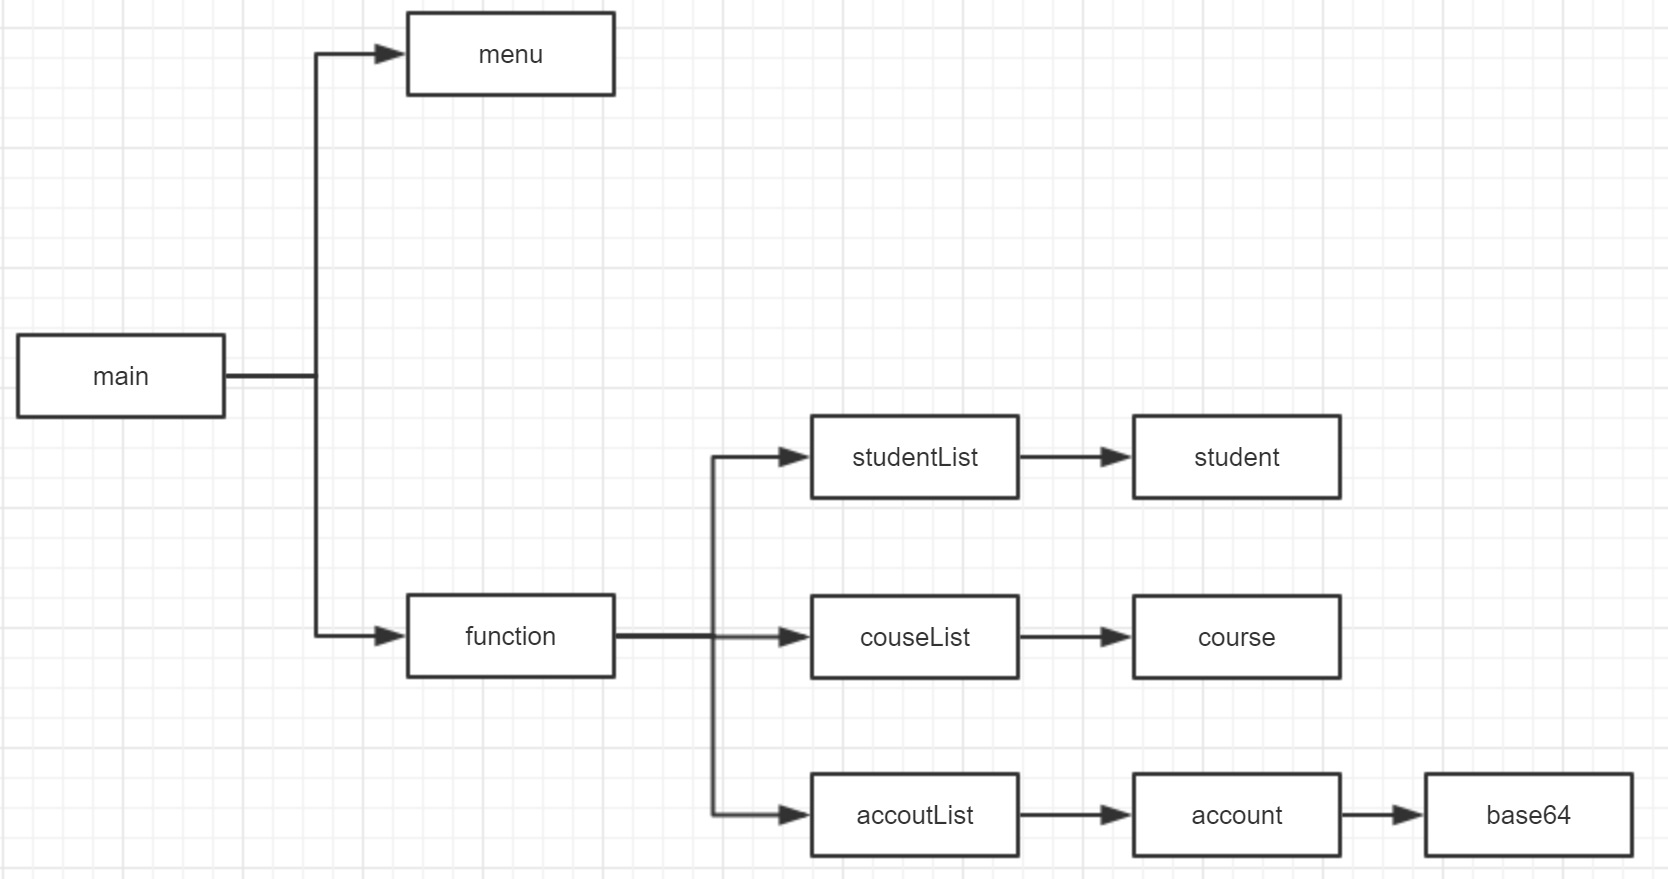 menu
main
studentList
student
function
couseList
course
accoutList
account
base64